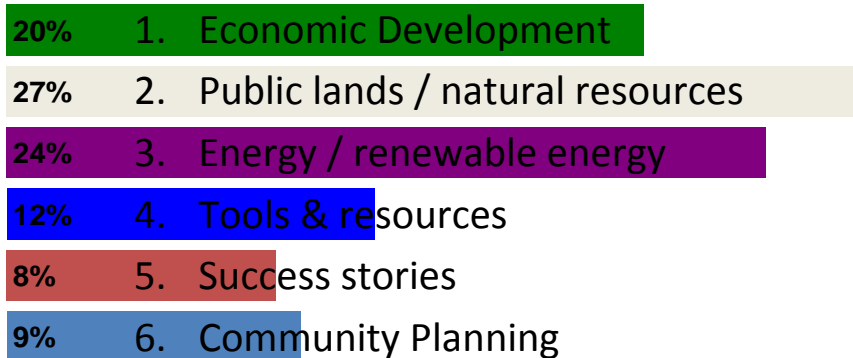 20% 1. Economic Development
27% 2. Public lands / natural resources
24% 3. Energy / renewable energy
12% 4. Tools & resources
8% 5. Success stories
9% 6. Community Planning